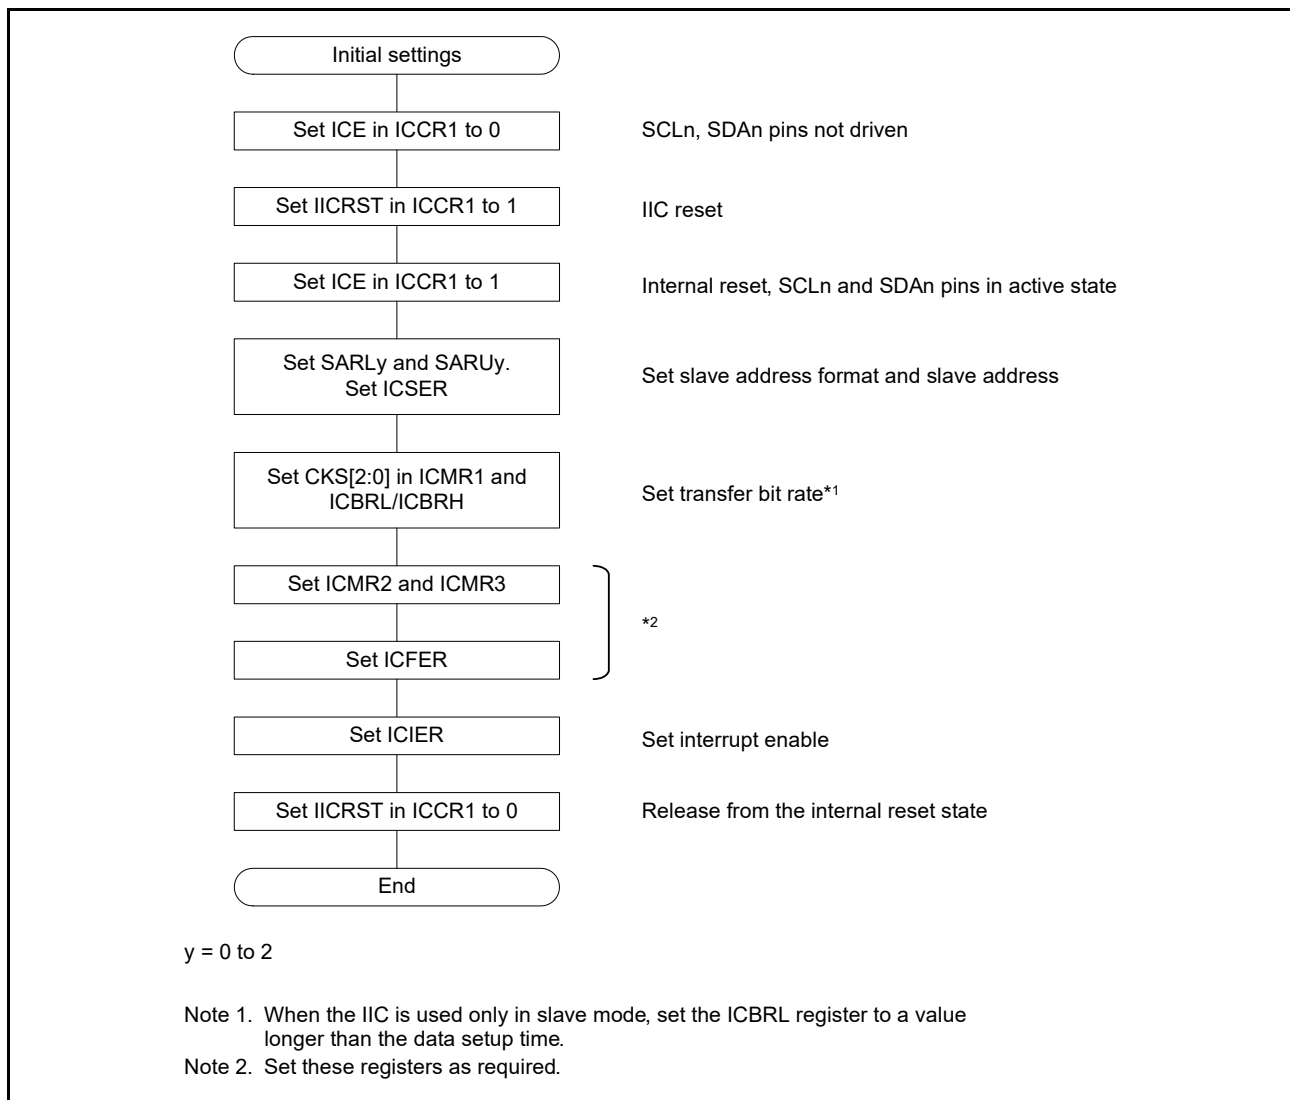 Initial settings
Set ICE in ICCR1 to 0
SCLn, SDAn pins not driven
Set IICRST in ICCR1 to 1
IIC reset
Set ICE in ICCR1 to 1
Internal reset, SCLn and SDAn pins in active state
Set SARLy and SARUy.
Set ICSER
Set slave address format and slave address
Set CKS[2:0] in ICMR1 and
ICBRL/ICBRH
Set transfer bit rate*1
Set ICMR2 and ICMR3
*2
Set ICFER
Set ICIER
Set interrupt enable
Set IICRST in ICCR1 to 0
Release from the internal reset state
End
y = 0 to 2
Note 1. When the IIC is used only in slave mode, set the ICBRL register to a value
longer than the data setup time.
Note 2. Set these registers as required.